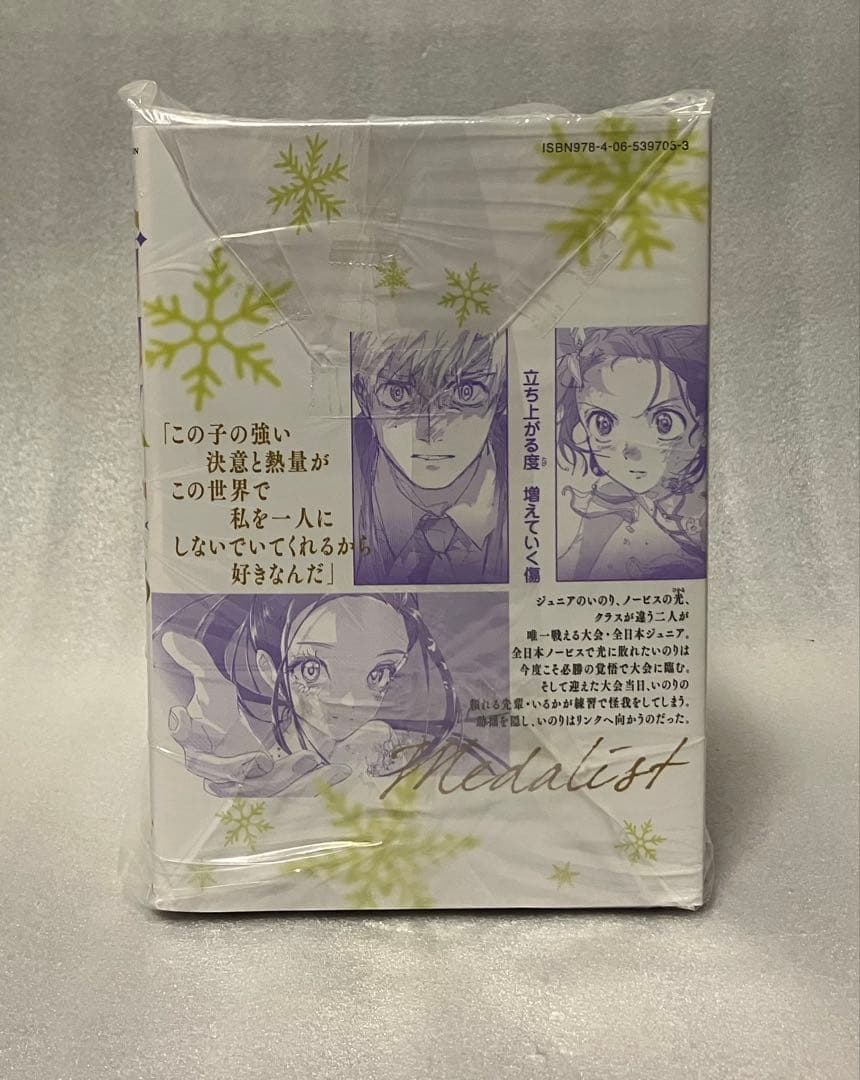 ISBN978-4-06-539705-3
「この子の強い
決意と熱量が
この世界で
私を一人に
しないでいてくれるから
好きなんだ」
立ち上がる度 増えていく傷
ジュニアのいのり、ノービスの光、
クラスが違う二人が
唯一戦える大会・全日本ジュニア。
全日本ノービスで光に敗れたいのりは
今度こそ必勝の覚悟で大会に臨む。
そして迎えた大会当日、いのりの
頼れる先輩・いるかが練習で怪我をしてしまう。
を隠し、いのりはリンクへ向かうのだった。
Medalist